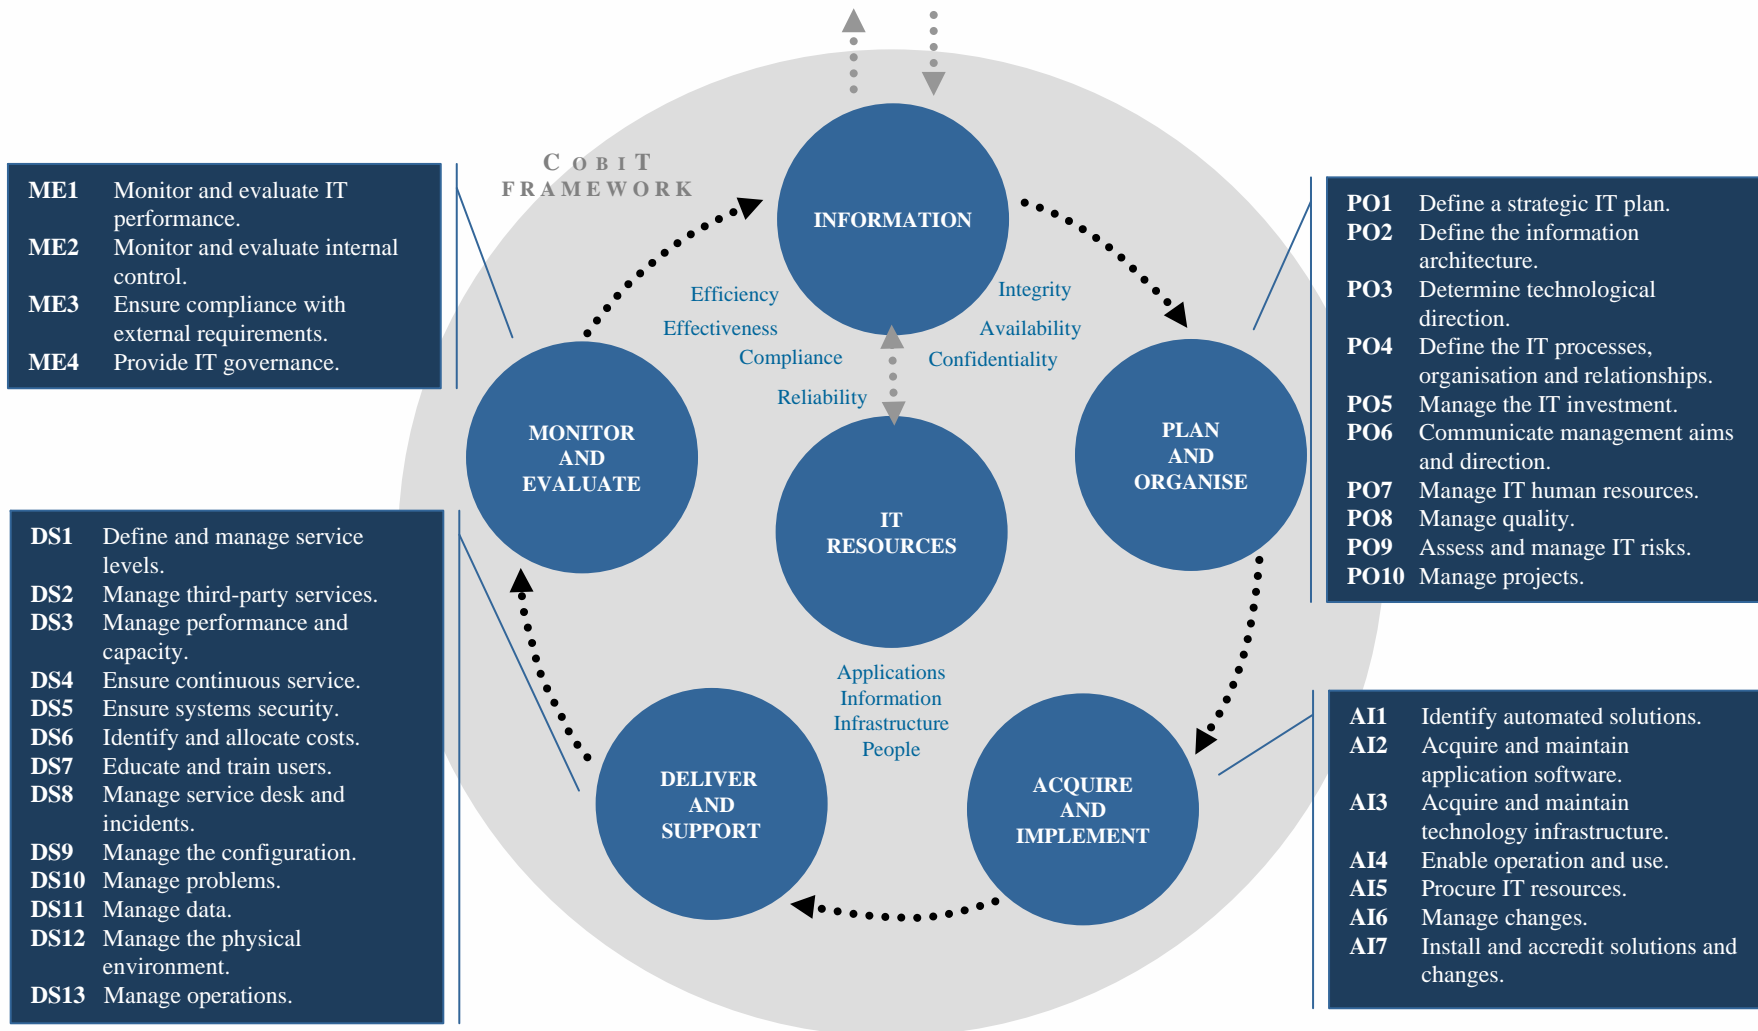 COBIT
FRAMEWORK
INFORMATION
Efficiency
Effectiveness
Compliance
Reliability
Integrity
Availability
Confidentiality
ME1 Monitor and evaluate IT
performance.
ME2 Monitor and evaluate internal
control.
ME3 Ensure compliance with
external requirements.
ME4 Provide IT governance.
MONITOR
AND
EVALUATE
IT
RESOURCES
PLAN
AND
ORGANISE
PO1 Define a strategic IT plan.
PO2 Define the information
architecture.
PO3 Determine technological
direction.
PO4 Define the IT processes,
organisation and relationships.
PO5 Manage the IT investment.
PO6 Communicate management aims
and direction.
PO7 Manage IT human resources.
PO8 Manage quality.
PO9 Assess and manage IT risks.
PO10 Manage projects.
DS1 Define and manage service
levels.
DS2 Manage third-party services.
DS3 Manage performance and
capacity.
DS4 Ensure continuous service.
DS5 Ensure systems security.
DS6 Identify and allocate costs.
DS7 Educate and train users.
DS8 Manage service desk and
incidents.
DS9 Manage the configuration.
DS10 Manage problems.
DS11 Manage data.
DS12 Manage the physical
environment.
DS13 Manage operations.
Applications
Information
Infrastructure
People
DELIVER
AND
SUPPORT
ACQUIRE
AND
IMPLEMENT
AI1 Identify automated solutions.
AI2 Acquire and maintain
application software.
AI3 Acquire and maintain
technology infrastructure.
AI4 Enable operation and use.
AI5 Procure IT resources.
AI6 Manage changes.
AI7 Install and accredit solutions and
changes.